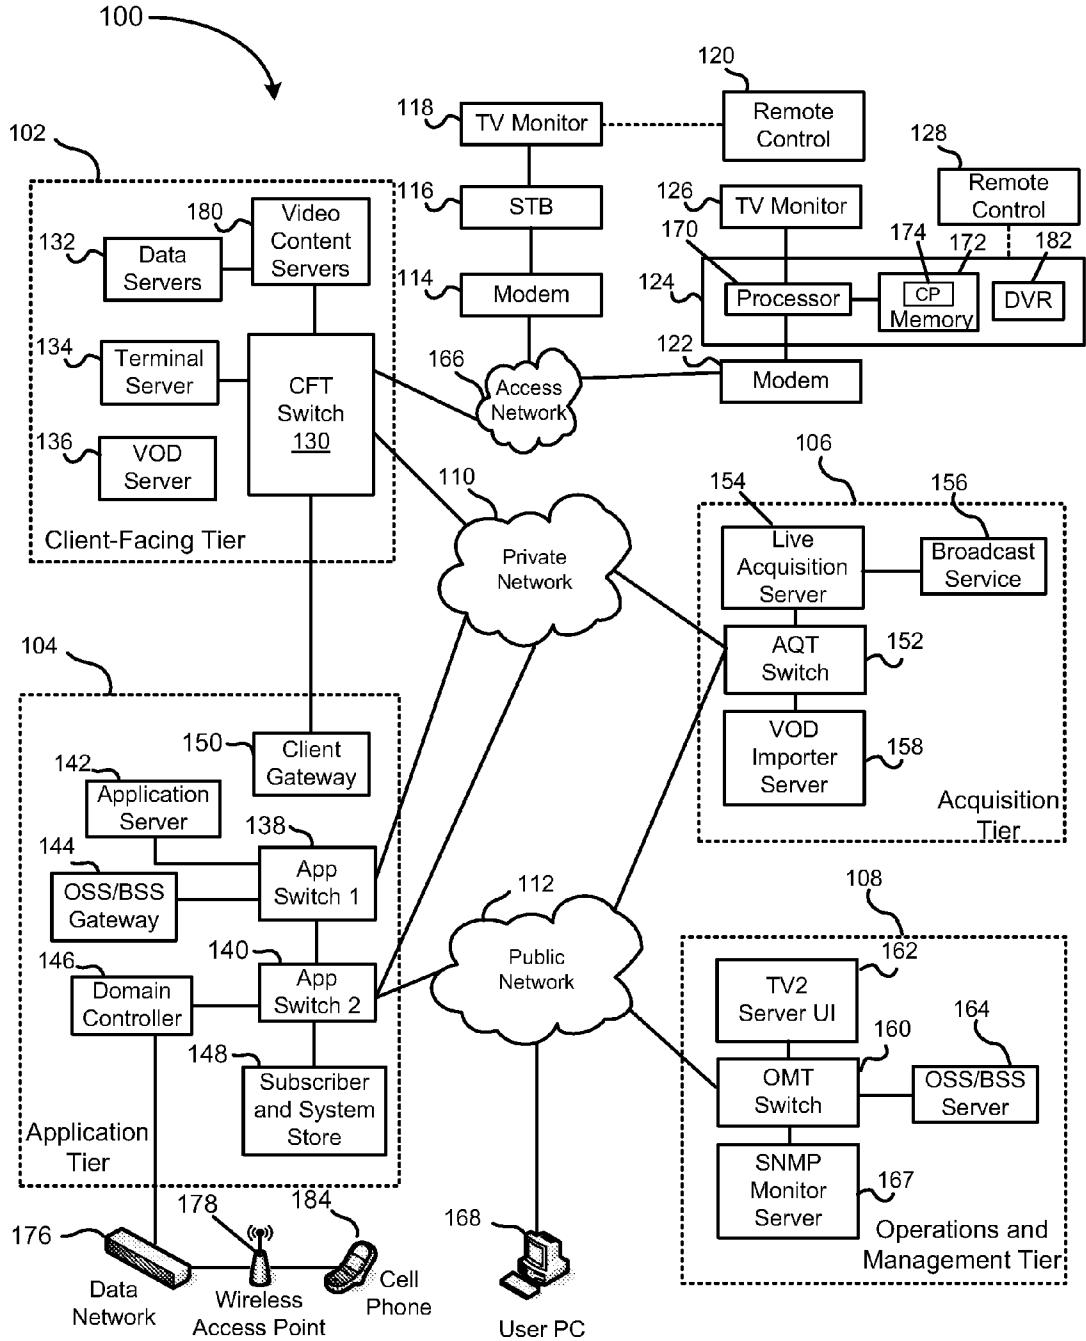 100
102
180
Video
Content
Servers
132
Data
Servers
134
Terminal
Server
CFT
Switch
130
136
VOD
Server
Client-Facing Tier
118
TV Monitor
120
Remote
Control
116
STB
114
Modem
166
Access
Network
126
TV Monitor
128
Remote
Control
170
174
172
182
124
Processor
CP
Memory
DVR
122
Modem
110
Private
Network
106
154
Live
Acquisition
Server
156
Broadcast
Service
AQT
Switch
152
VOD
Importer
Server
158
Acquisition
Tier
104
150
Client
Gateway
142
Application
Server
138
App
Switch 1
144
OSS/BSS
Gateway
140
App
Switch 2
146
Domain
Controller
148
Subscriber
and System
Store
Application
Tier
112
Public
Network
108
162
TV2
Server UI
160
OMT
Switch
164
OSS/BSS
Server
SNMP
Monitor
Server
167
Operations and
Management Tier
176
Data
Network
178
Wireless
Access Point
184
Cell
Phone
168
User PC